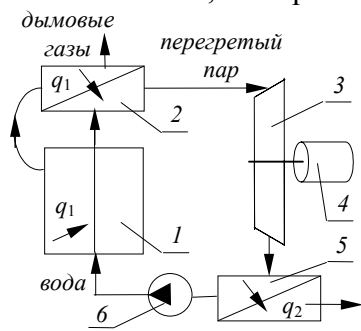 дымовые
газы
перегретый
пар
q₁
2
3
q₁
1
4
5
вода
6
q₂